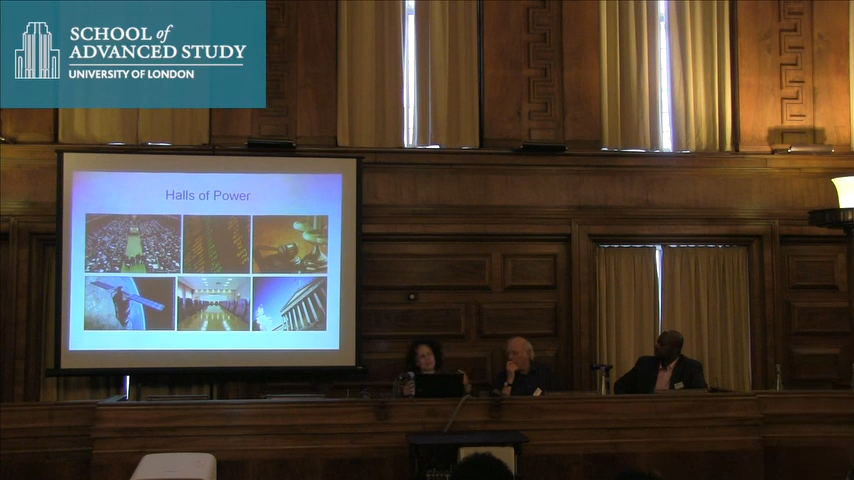 SCHOOL of
ADVANCED STUDY
UNIVERSITY OF LONDON
Halls of Power